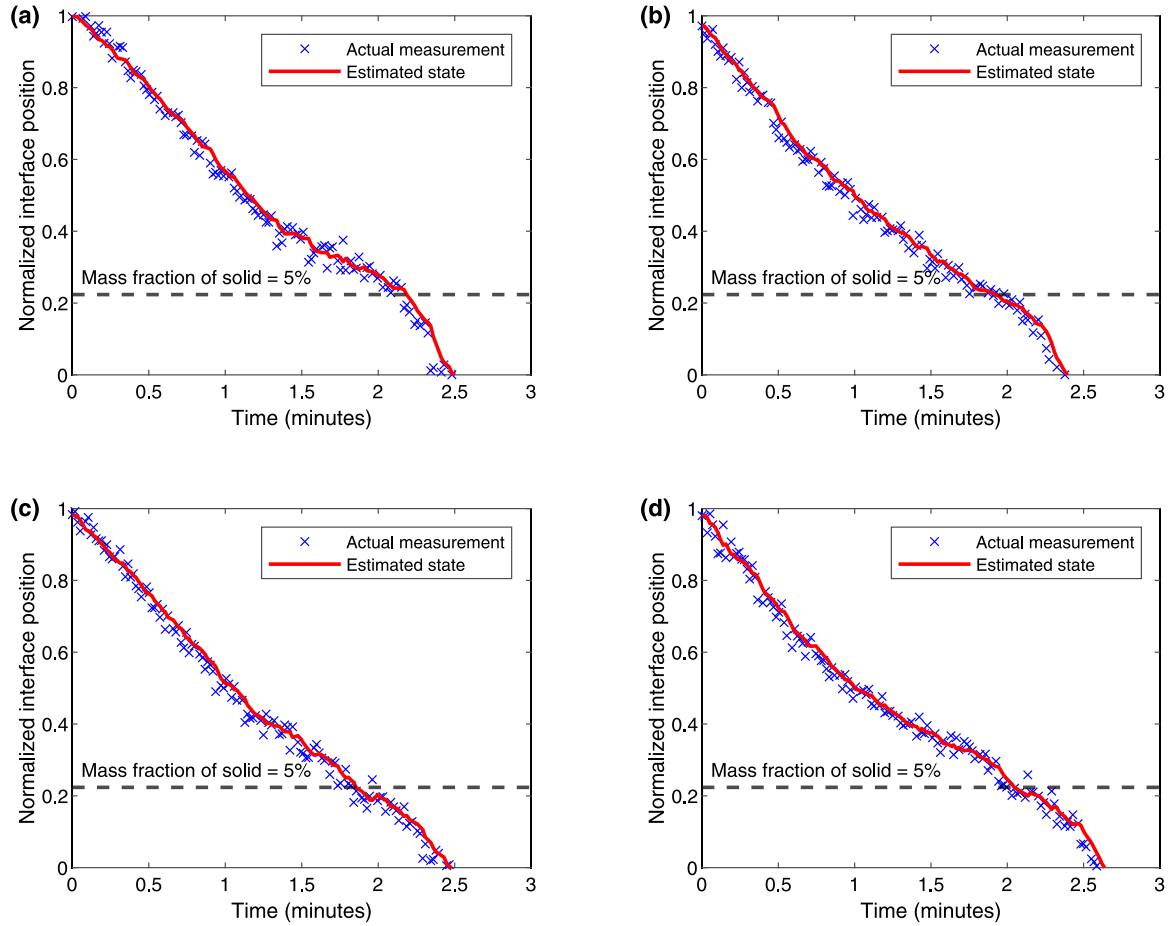 (a)
Normalized interface position
1
0.8
0.6
0.4
0.2
0
Actual measurement
Estimated state
Mass fraction of solid = 5%
0 0.5 1 1.5 2 2.5 3
Time (minutes)
(b)
Normalized interface position
1
0.8
0.6
0.4
0.2
0
Actual measurement
Estimated state
Mass fraction of solid = 5%
0 0.5 1 1.5 2 2.5 3
Time (minutes)
(c)
Normalized interface position
1
0.8
0.6
0.4
0.2
0
Actual measurement
Estimated state
Mass fraction of solid = 5%
0 0.5 1 1.5 2 2.5 3
Time (minutes)
(d)
Normalized interface position
1
0.8
0.6
0.4
0.2
0
Actual measurement
Estimated state
Mass fraction of solid = 5%
0 0.5 1 1.5 2 2.5 3
Time (minutes)